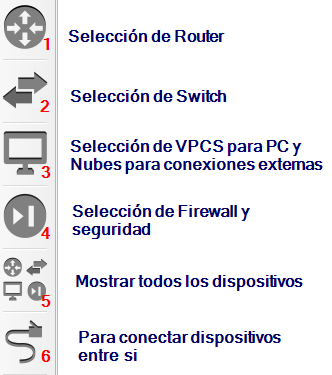 1 Selección de Router
2 Selección de Switch
3 Selección de VPCS para PC y
Nubes para conexiones externas
4 Selección de Firewall y
seguridad
5 Mostrar todos los dispositivos
6 Para conectar dispositivos
entre si